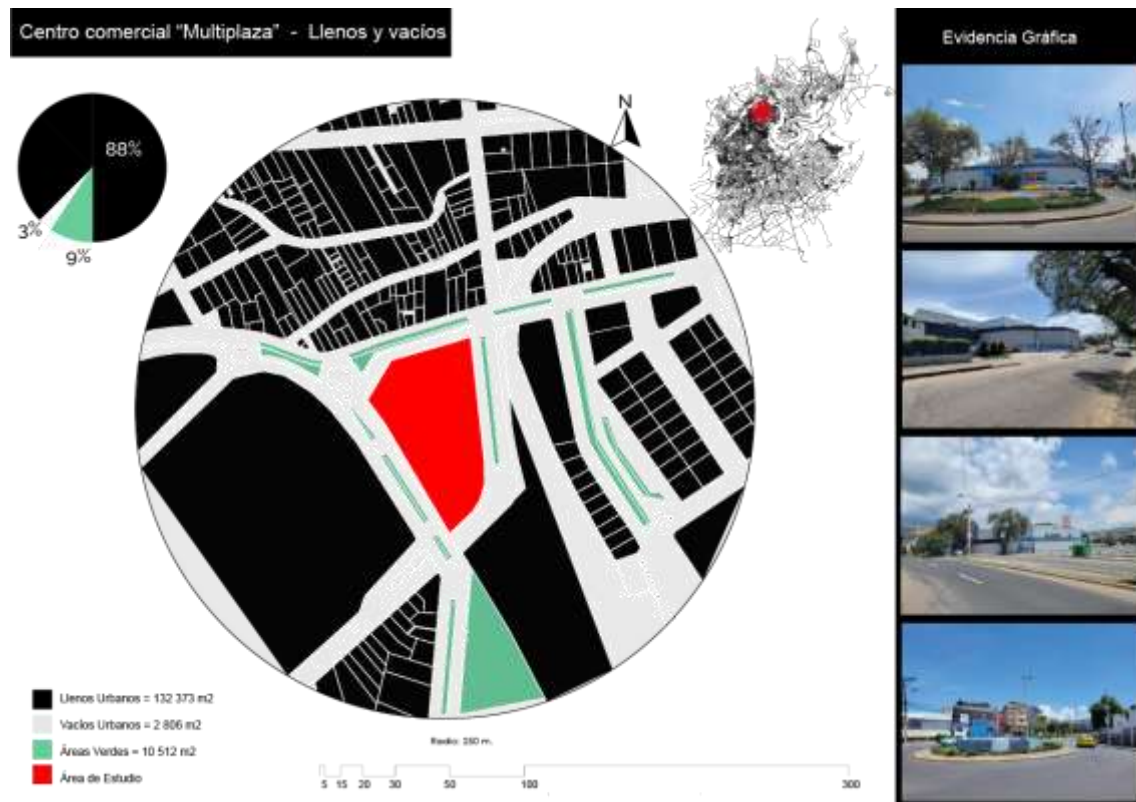 Centro comercial "Multiplaza" - Llenos y vacíos
Evidencia Gráfica
N
88%
3%
9%
Llenos Urbanos = 132 373 m2
Vacíos Urbanos = 2 806 m2
Áreas Verdes = 10 512 m2
Área de Estudio
Radio: 250 m.
5 15 20 30 50 100 300